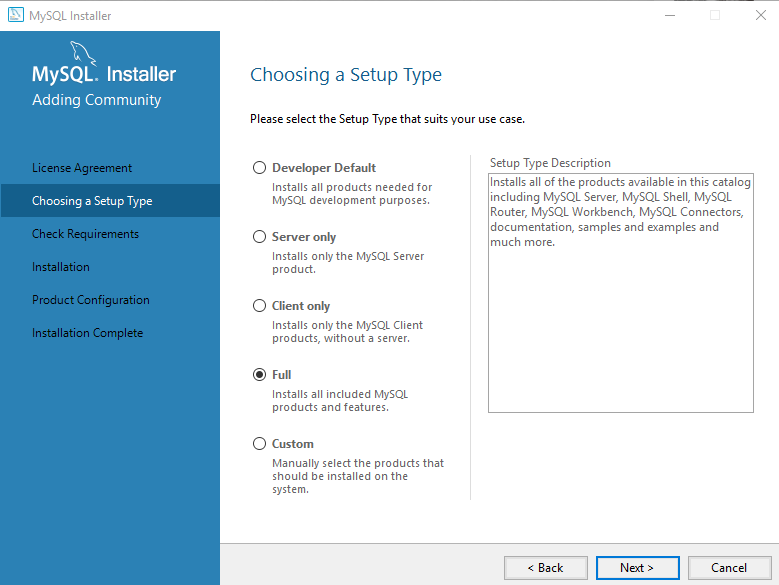 MySQL Installer
MySQL. Installer
Adding Community
License Agreement
Choosing a Setup Type
Check Requirements
Installation
Product Configuration
Installation Complete
Choosing a Setup Type
Please select the Setup Type that suits your use case.
Developer Default
Installs all products needed for
MySQL development purposes.
Server only
Installs only the MySQL Server
product.
Client only
Installs only the MySQL Client
products, without a server.
Full
Installs all included MySQL
products and features.
Custom
Manually select the products that
should be installed on the
system.
Setup Type Description
Installs all of the products available in this catalog
including MySQL Server, MySQL Shell, MySQL
Router, MySQL Workbench, MySQL Connectors,
documentation, samples and examples and
much more.
< Back
Next >
Cancel